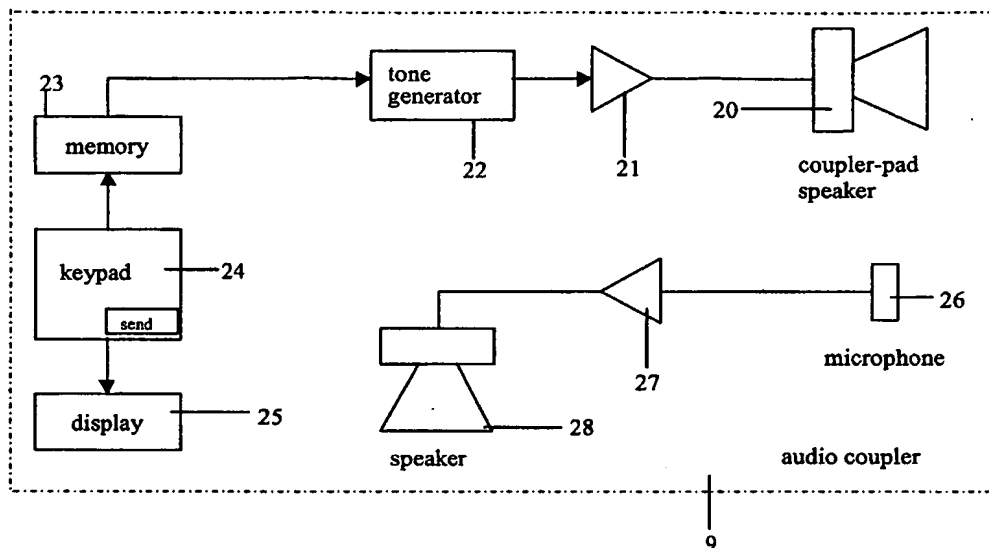 23
tone
generator
memory
22
21
20
coupler-pad
speaker
keypad
24
send
26
microphone
27
display
25
28
speaker
audio coupler
9